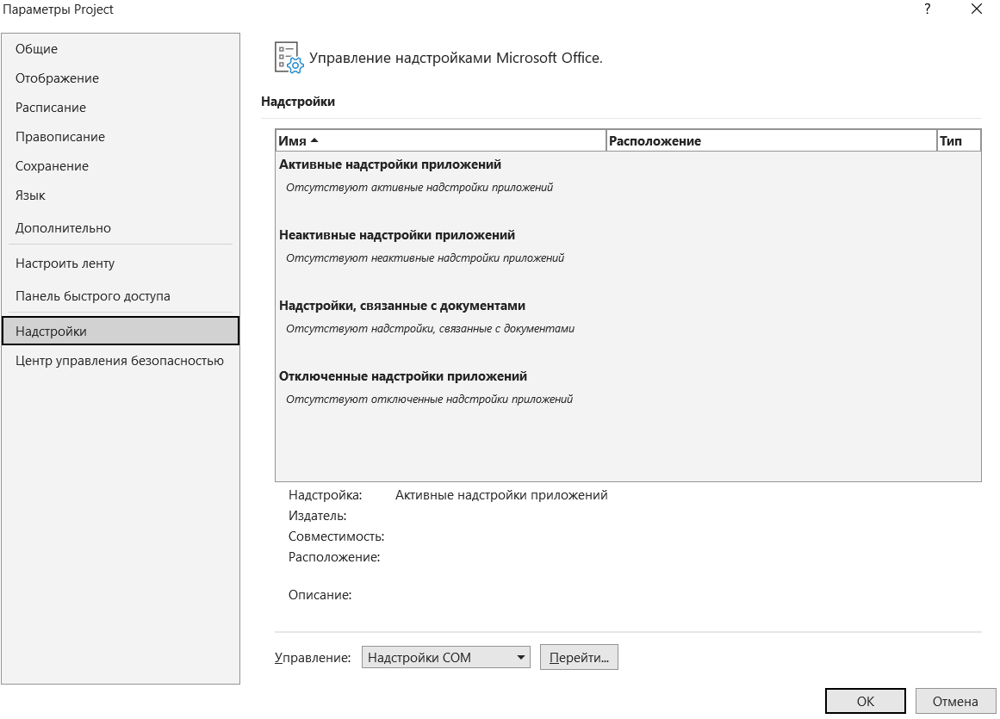 Параметры Project
?
Общие
Отображение
Расписание
Правописание
Сохранение
Язык
Дополнительно
Настроить ленту
Панель быстрого доступа
Надстройки
Центр управления безопасностью
Управление надстройками Microsoft Office.
Надстройки
Имя Расположение Тип
Активные надстройки приложений
Отсутствуют активные надстройки приложений
Неактивные надстройки приложений
Отсутствуют неактивные надстройки приложений
Надстройки, связанные с документами
Отсутствуют надстройки, связанные с документами
Отключенные надстройки приложений
Отсутствуют отключенные надстройки приложений
Надстройка: Активные надстройки приложений
Издатель:
Совместимость:
Расположение:
Описание:
Управление: Надстройки COM Перейти...
ОК Отмена